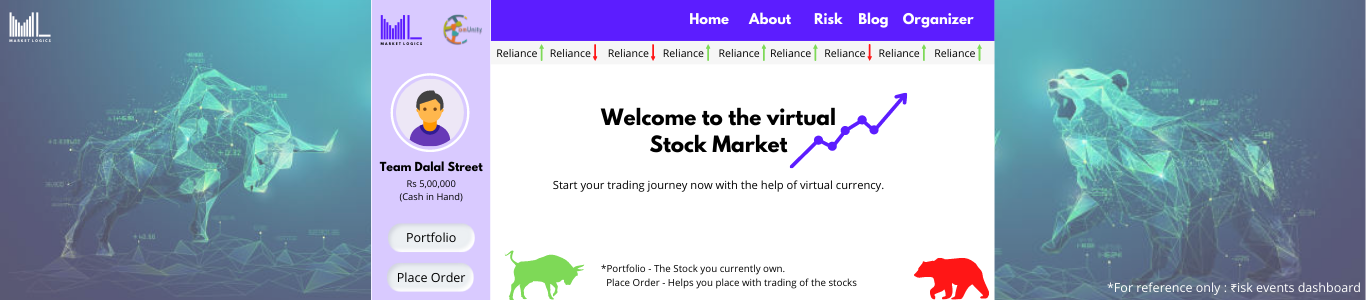 MARKET LOGICS
MARKET LOGICS
Home About Risk Blog Organizer
Reliance Reliance Reliance Reliance Reliance Reliance Reliance Reliance Reliance
Team Dalal Street
Rs 5,00,000
(Cash in Hand)
Portfolio
Place Order
Welcome to the virtual
Stock Market
Start your trading journey now with the help of virtual currency.
*Portfolio - The Stock you currently own.
Place Order - Helps you place with trading of the stocks
*For reference only : ₹isk events dashboard